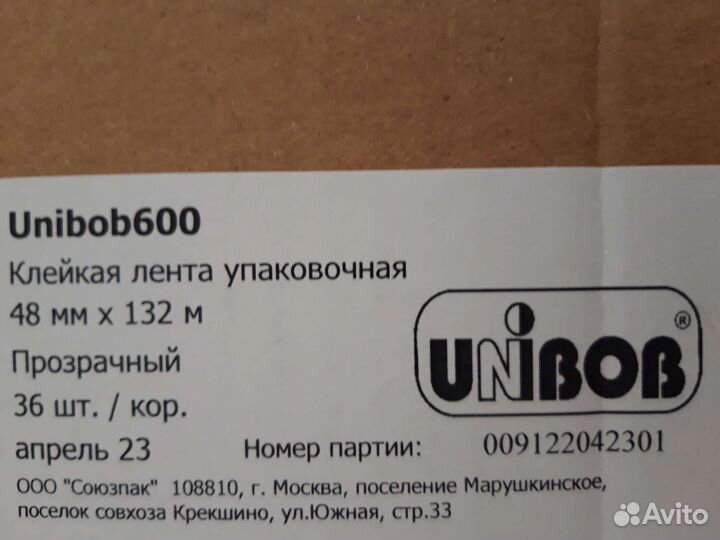 Unibob600
Клейкая лента упаковочная
48 мм х 132 м
Прозрачный
36 шт. / кор.
UNIBOB®
апрель 23 Номер партии: 009122042301
ООО "Союзпак" 108810, г. Москва, поселение Марушкинское,
поселок совхоза Крекшино, ул.Южная, стр.33
Avito